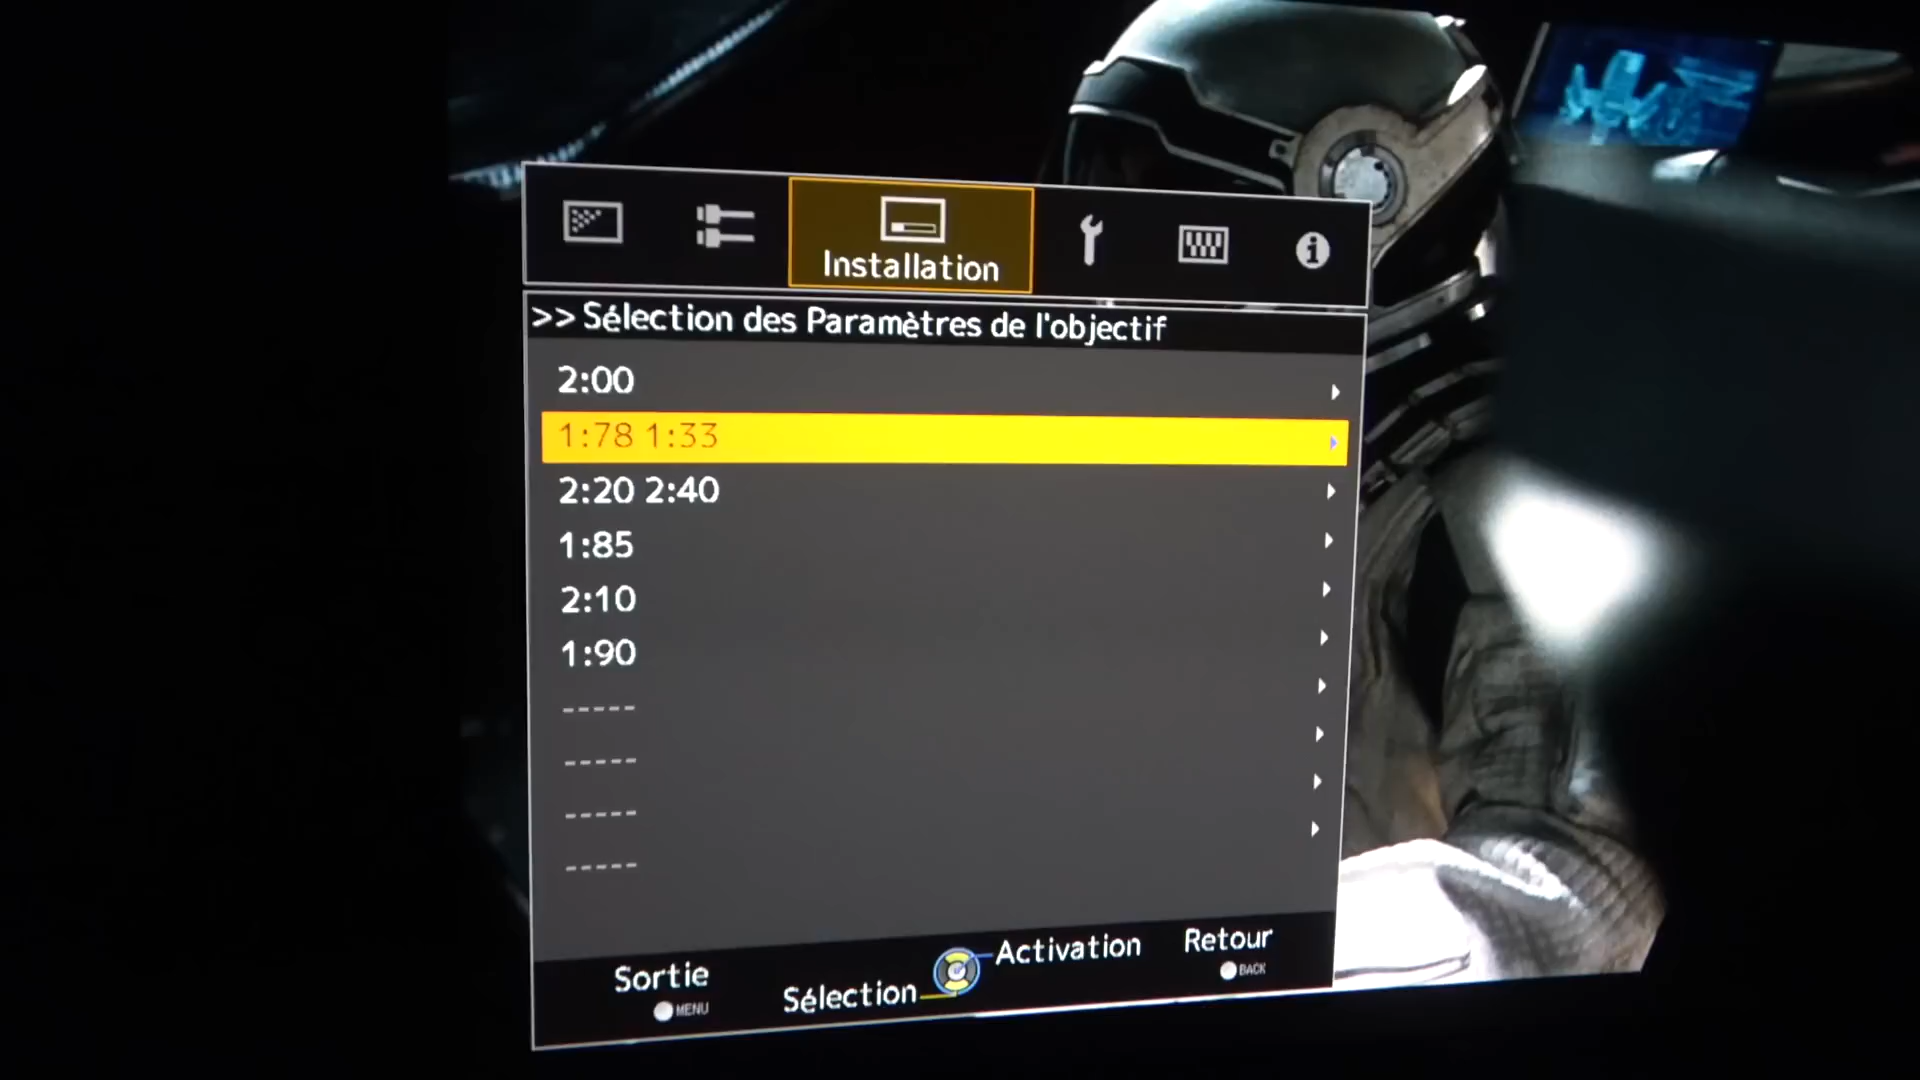 Installation
>> Sélection des Paramètres de l'objectif
2:00
1:78 1:33
2:20 2:40
1:85
2:10
1:90
-----
-----
-----
-----
Sortie
MENU
Sélection
Activation
Retour
BACK